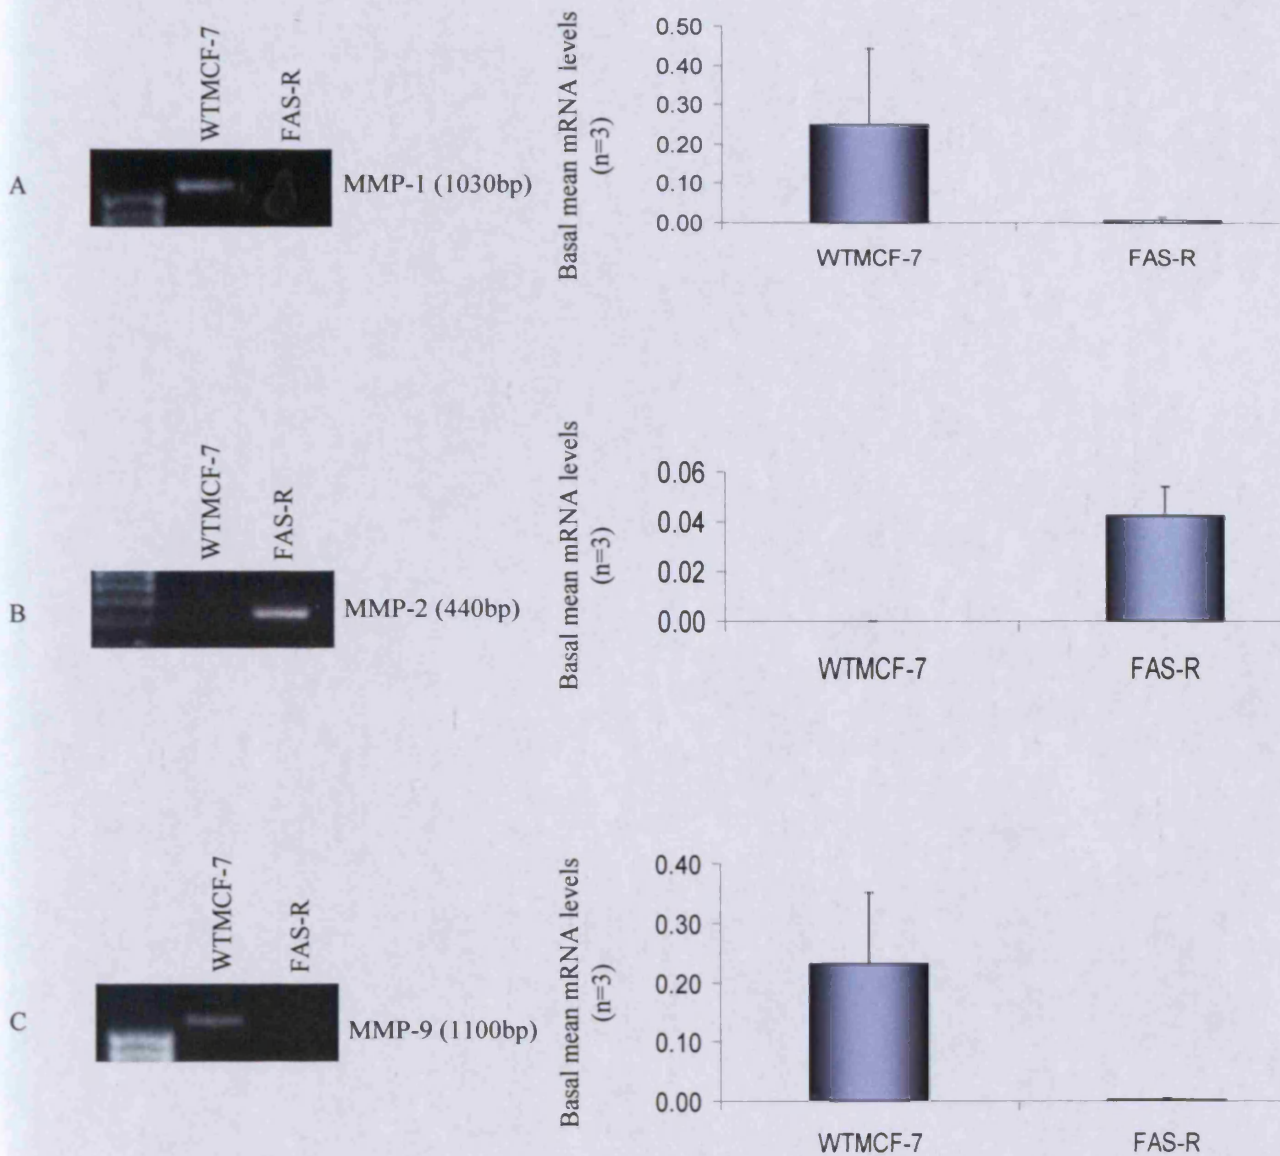 A
WTMCF-7
FAS-R
MMP-1 (1030bp)
Basal mean mRNA levels
(n=3)
0.50
0.40
0.30
0.20
0.10
0.00
WTMCF-7
FAS-R
B
WTMCF-7
FAS-R
MMP-2 (440bp)
Basal mean mRNA levels
(n=3)
0.06
0.04
0.02
0.00
WTMCF-7
FAS-R
C
WTMCF-7
FAS-R
MMP-9 (1100bp)
Basal mean mRNA levels
(n=3)
0.40
0.30
0.20
0.10
0.00
WTMCF-7
FAS-R